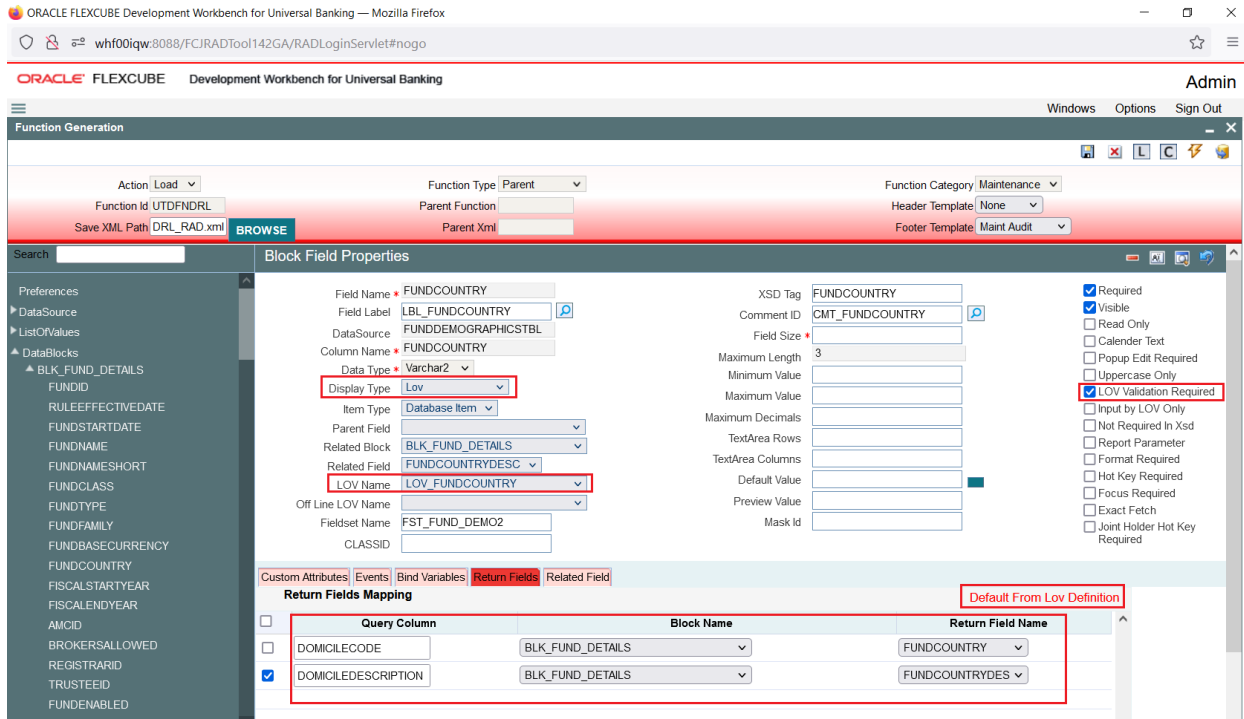 ORACLE FLEXCUBE Development Workbench for Universal Banking — Mozilla Firefox
whf00iqw:8088/FCJRADTool142GA/RADLoginServlet#nogo
ORACLE FLEXCUBE Development Workbench for Universal Banking
Admin
Windows Options Sign Out
Function Generation
L C
Action Load Function Type Parent Function Category Maintenance
Function Id UTDFNDRL Parent Function Header Template None
Save XML Path DRL_RAD.xml BROWSE Parent Xml Footer Template Maint Audit
Search
Preferences
DataSource
ListOfValues
DataBlocks
BLK_FUND_DETAILS
FUNDID
RULEEFFECTIVEDATE
FUNDSTARTDATE
FUNDNAME
FUNDNAMESHORT
FUNDCLASS
FUNDTYPE
FUNDFAMILY
FUNDBASECURRENCY
FUNDCOUNTRY
FISCALSTARTYEAR
FISCALENDYEAR
AMCID
BROKERSALLOWED
REGISTRARID
TRUSTEEID
FUNDENABLED
Block Field Properties
Field Name * FUNDCOUNTRY
Field Label LBL_FUNDCOUNTRY
DataSource FUNDDEMOGRAPHICSTBL
Column Name * FUNDCOUNTRY
Data Type * Varchar2
Display Type Lov
Item Type Database Item
Parent Field
Related Block BLK_FUND_DETAILS
Related Field FUNDCOUNTRYDESC
LOV Name LOV_FUNDCOUNTRY
Off Line LOV Name
Fieldset Name FST_FUND_DEMO2
CLASSID
XSD Tag FUNDCOUNTRY
Comment ID CMT_FUNDCOUNTRY
Field Size *
Maximum Length 3
Minimum Value
Maximum Value
Maximum Decimals
TextArea Rows
TextArea Columns
Default Value
Preview Value
Mask Id
Required
Visible
Read Only
Calender Text
Popup Edit Required
Uppercase Only
LOV Validation Required
Input by LOV Only
Not Required In Xsd
Report Parameter
Format Required
Hot Key Required
Focus Required
Exact Fetch
Joint Holder Hot Key
Required
Custom Attributes Events Bind Variables Return Fields Related Field
Return Fields Mapping
Default From Lov Definition
Query Column Block Name Return Field Name
DOMICILECODE BLK_FUND_DETAILS FUNDCOUNTRY
DOMICILEDESCRIPTION BLK_FUND_DETAILS FUNDCOUNTRYDES